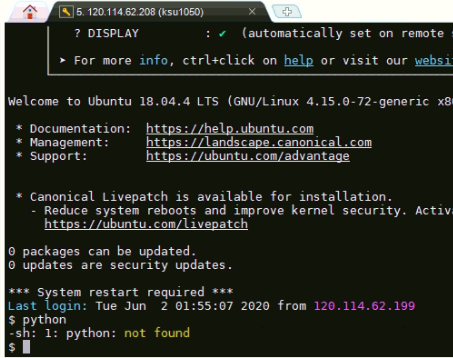 5. 120.114.62.208 (ksu1050)
? DISPLAY : ✔ (automatically set on remote
➤ For more info, ctrl+click on help or visit our
Welcome to Ubuntu 18.04.4 LTS (GNU/Linux 4.15.0-72-generic
* Documentation: https://help.ubuntu.com
* Management: https://landscape.canonical.com
* Support: https://ubuntu.com/advantage
* Canonical Livepatch is available for installation.
- Reduce system reboots and improve kernel security.
https://ubuntu.com/livepatch
0 packages can be updated.
0 updates are security updates.
*** System restart required ***
Last login: Tue Jun 2 01:55:07 2020 from 120.114.62.199
$ python
-sh: 1: python: not found
$